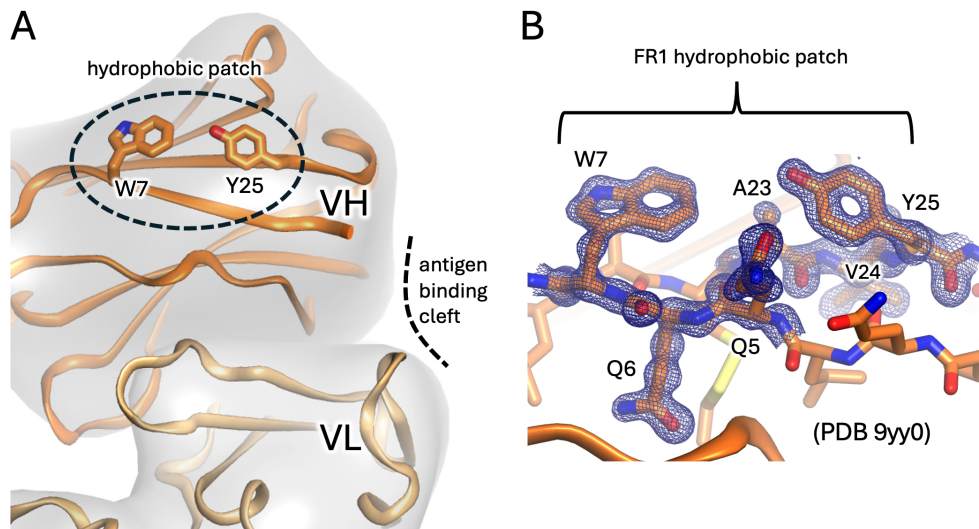 A
hydrophobic patch
W7
Y25
VH
antigen
binding
cleft
VL
B
FR1 hydrophobic patch
W7
A23
Y25
V24
Q5
Q6
(PDB 9yy0)